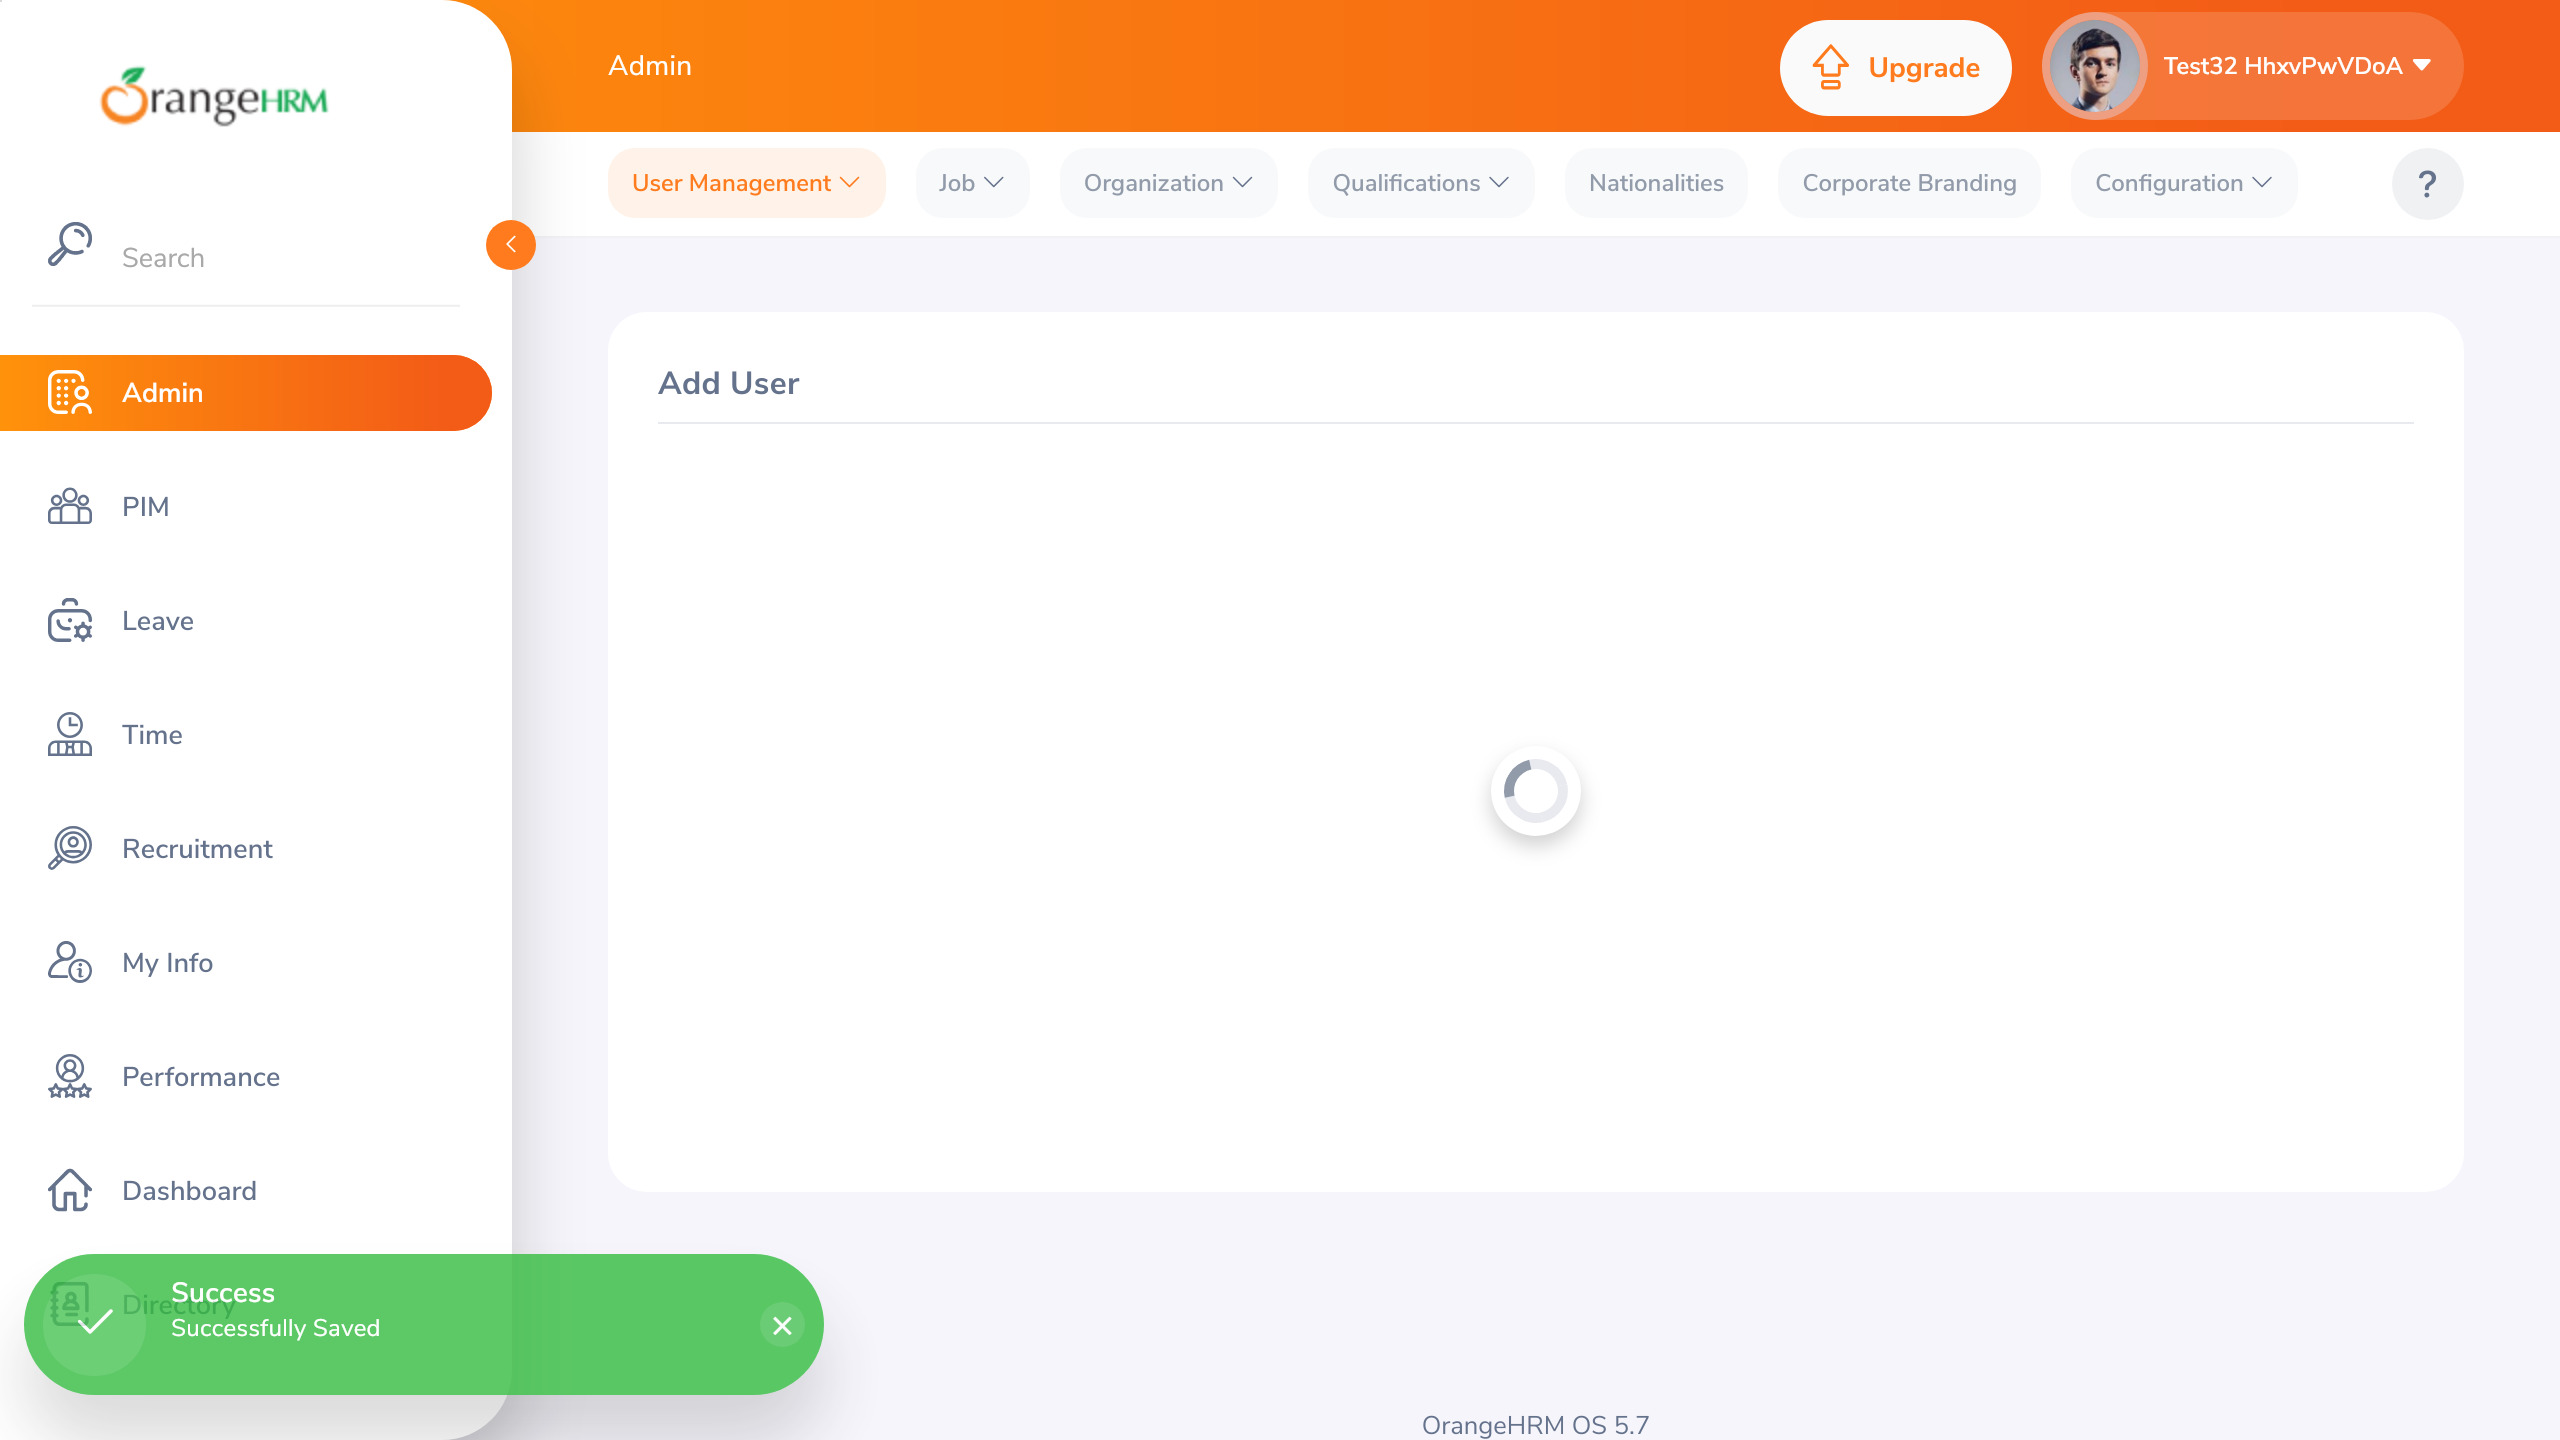 OrangeHRM
Search
Admin
PIM
Leave
Time
Recruitment
My Info
Performance
Dashboard
Directory
Admin
Upgrade
Test32 HhxvPwVDoA
User Management
Job
Organization
Qualifications
Nationalities
Corporate Branding
Configuration
?
Add User
Success
Successfully Saved
OrangeHRM OS 5.7